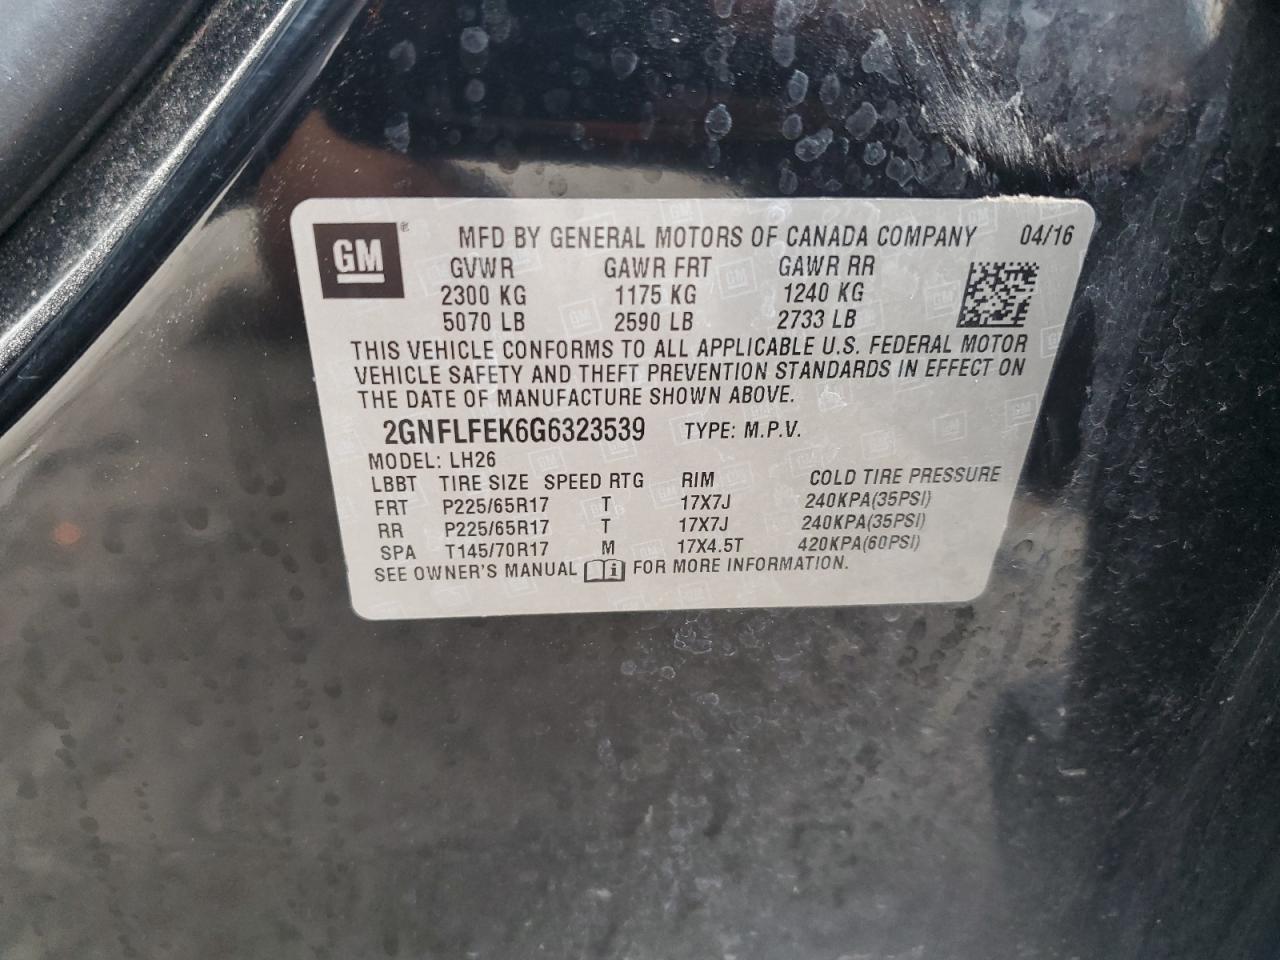 GM ® MFD BY GENERAL MOTORS OF CANADA COMPANY 04/16
GVWR GAWR FRT GAWR RR
2300 KG 1175 KG 1240 KG
5070 LB 2590 LB 2733 LB
THIS VEHICLE CONFORMS TO ALL APPLICABLE U.S. FEDERAL MOTOR
VEHICLE SAFETY AND THEFT PREVENTION STANDARDS IN EFFECT ON
THE DATE OF MANUFACTURE SHOWN ABOVE.
2GNFLFEK6G6323539 TYPE: M.P.V.
MODEL: LH26
LBBT TIRE SIZE SPEED RTG RIM COLD TIRE PRESSURE
FRT P225/65R17 T 17X7J 240KPA(35PSI)
RR P225/65R17 T 17X7J 240KPA(35PSI)
SPA T145/70R17 M 17X4.5T 420KPA(60PSI)
SEE OWNER'S MANUAL i FOR MORE INFORMATION.